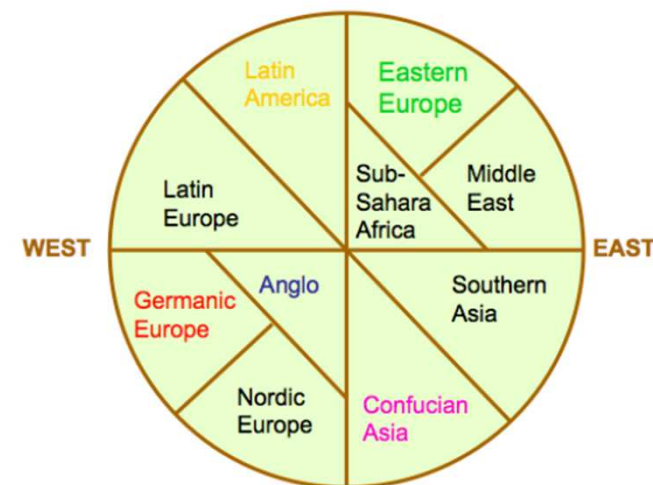 Latin
America
Eastern
Europe
Latin
Europe
Sub-
Sahara
Africa
Middle
East
WEST
EAST
Germanic
Europe
Anglo
Southern
Asia
Nordic
Europe
Confucian
Asia